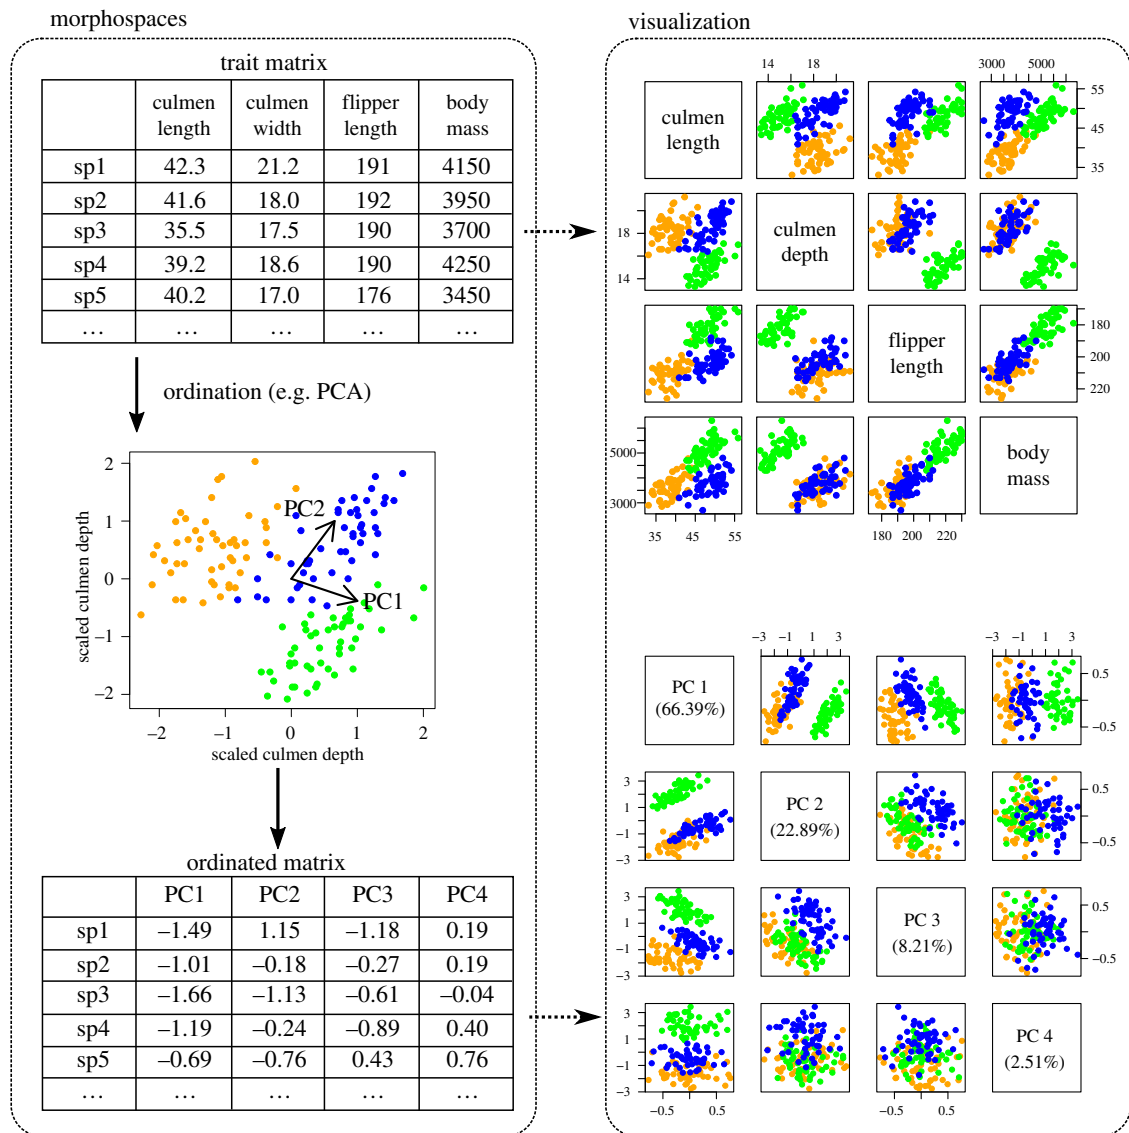 morphospaces
trait matrix
culmen length culmen width flipper length body mass
sp1 42.3 21.2 191 4150
sp2 41.6 18.0 192 3950
sp3 35.5 17.5 190 3700
sp4 39.2 18.6 190 4250
sp5 40.2 17.0 176 3450
... ... ... ... ...
ordination (e.g. PCA)
2
1
0
–1
–2
scaled culmen depth
PC2
PC1
–2 –1 0 1 2
scaled culmen depth
ordinated matrix
PC1 PC2 PC3 PC4
sp1 –1.49 1.15 –1.18 0.19
sp2 –1.01 –0.18 –0.27 0.19
sp3 –1.66 –1.13 –0.61 –0.04
sp4 –1.19 –0.24 –0.89 0.40
sp5 –0.69 –0.76 0.43 0.76
... ... ... ... ...
visualization
14 18 3000 5000
culmen
length
55
45
35
18
14
culmen
depth
flipper
length
180
200
220
5000
3000
body
mass
35 45 55 180 200 220
–3 –1 1 3 –3 –1 1 3
PC 1
(66.39%)
0.5
–0.5
3
1
–1
–3
PC 2
(22.89%)
0.5
–0.5
3
1
–1
–3
PC 3
(8.21%)
0.5
–0.5
3
1
–1
–3
PC 4
(2.51%)
–0.5 0.5 –0.5 0.5